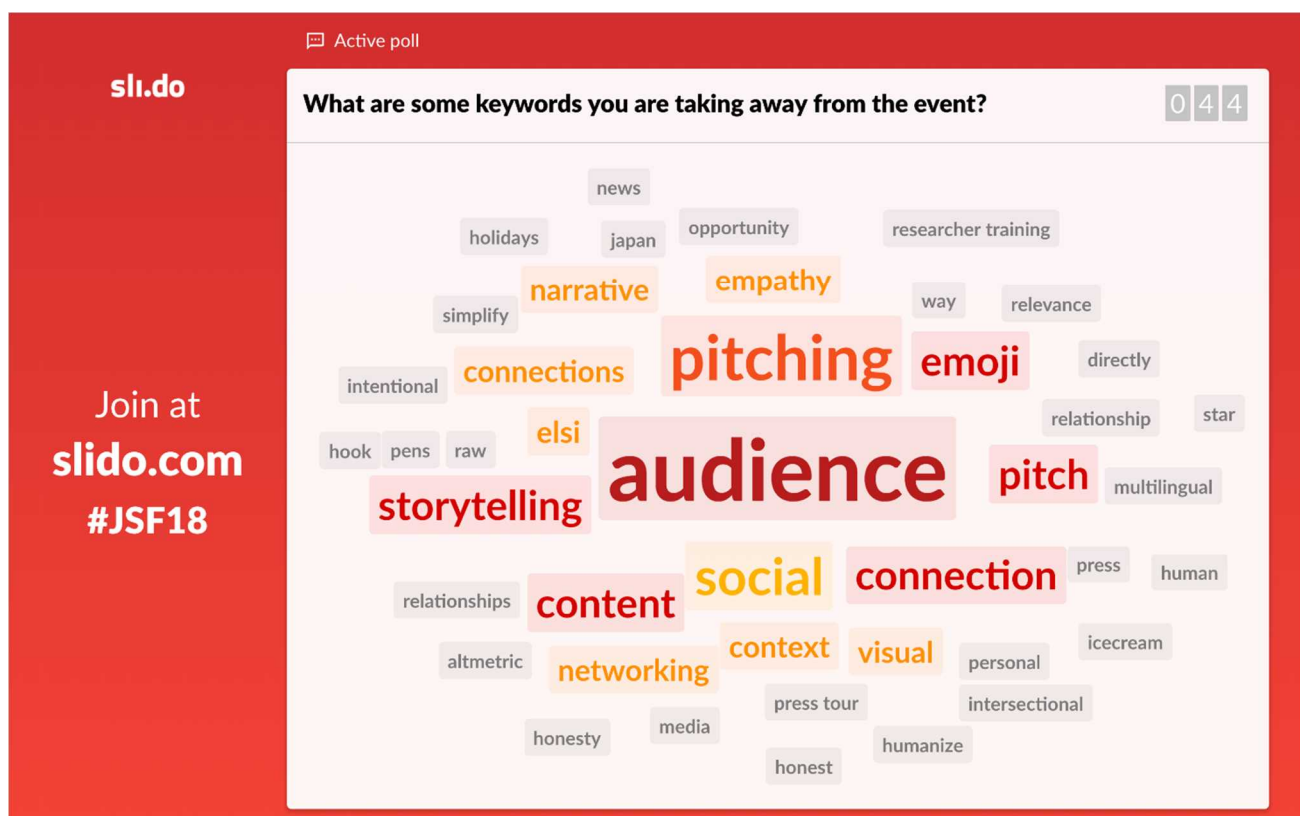 Active poll
sli.do
What are some keywords you are taking away from the event?
044
news
holidays
japan
opportunity
researcher training
narrative
empathy
simplify
way
relevance
pitching
emoji
directly
connections
intentional
relationship
star
elsi
hook
pens
raw
audience
pitch
multilingual
storytelling
social
connection
press
human
relationships
content
altmetric
networking
context
visual
personal
icecream
press tour
intersectional
honesty
media
humanize
honest
Join at
slido.com
#JSF18